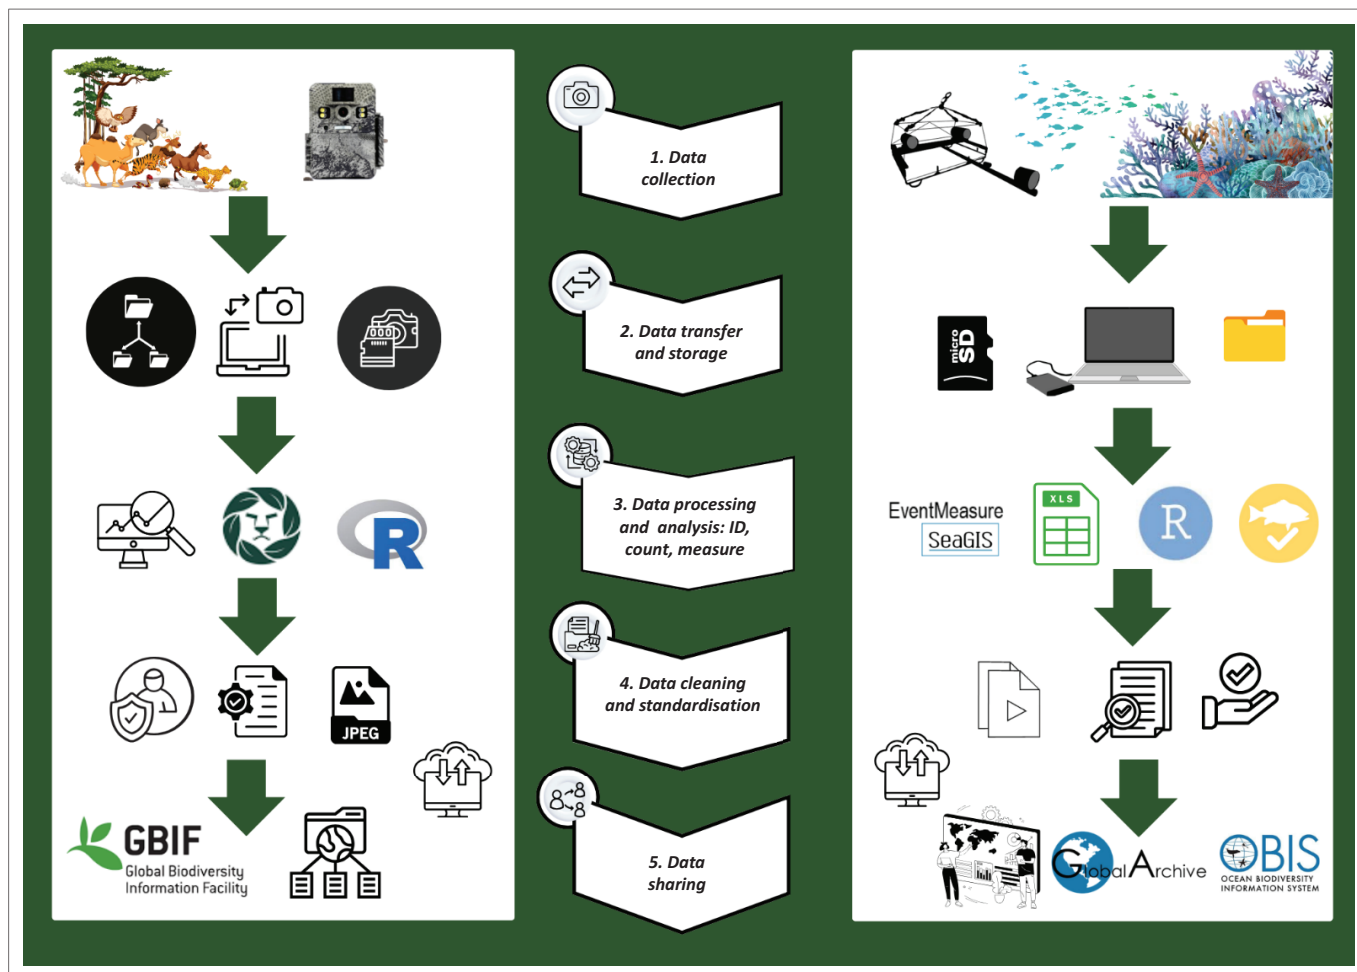 1. Data
collection
2. Data transfer
and storage
3. Data processing
and analysis: ID,
count, measure
4. Data cleaning
and standardisation
5. Data
sharing
R
JPEG
GBIF
Global Biodiversity
Information Facility
micro
SD
EventMeasure
SeaGIS
XLS
R
GlobalArchive
OBIS
OCEAN BIODIVERSITY
INFORMATION SYSTEM